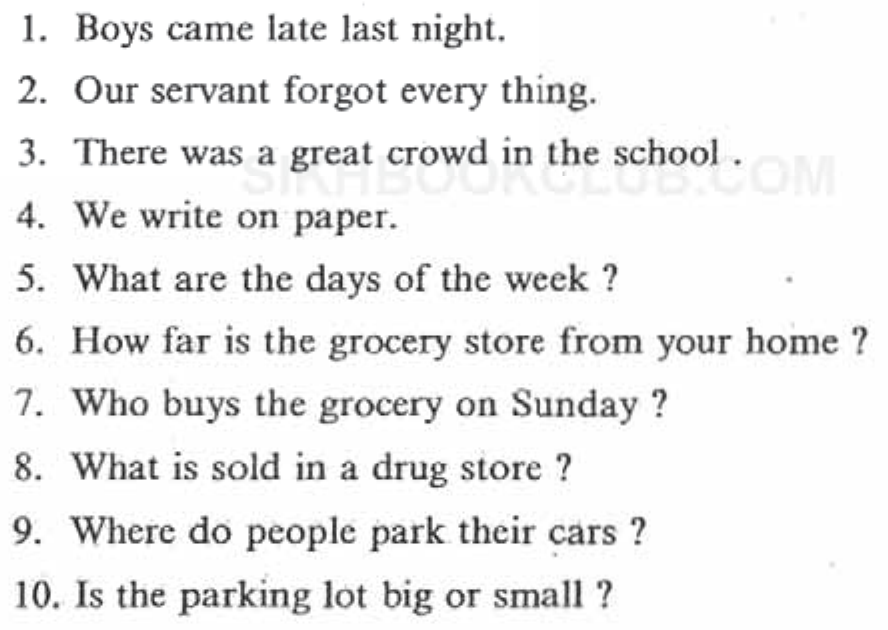 1. Boys came late last night.
2. Our servant forgot every thing.
3. There was a great crowd in the school .
SIKHBOOKCLUB.COM
4. We write on paper.
5. What are the days of the week ?
6. How far is the grocery store from your home ?
7. Who buys the grocery on Sunday ?
8. What is sold in a drug store ?
9. Where do people park their cars ?
10. Is the parking lot big or small ?